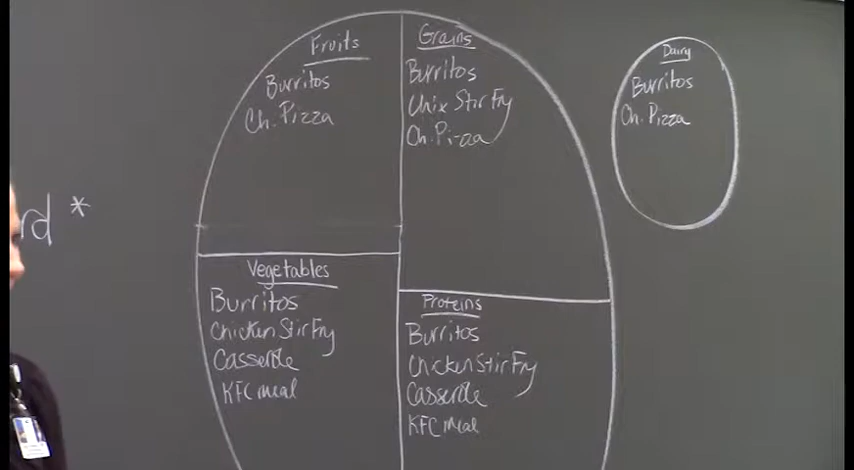 Fruits
Burritos
Ch. Pizza
Grains
Burritos
Stir Fry
Ch. Pizza
Dairy
Burritos
Ch. Pizza
rd *
Vegetables
Burritos
Chicken Stir Fry
Casserole
KFC meal
Proteins
Burritos
Chicken Stir Fry
Casserole
KFC meal